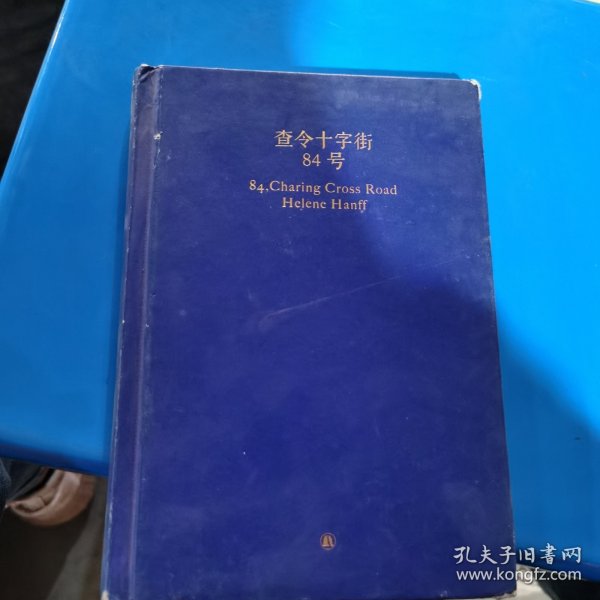 查令十字街
84号
84,Charing Cross Road
Helene Hanff
孔夫子旧书网
www.kongfz.com